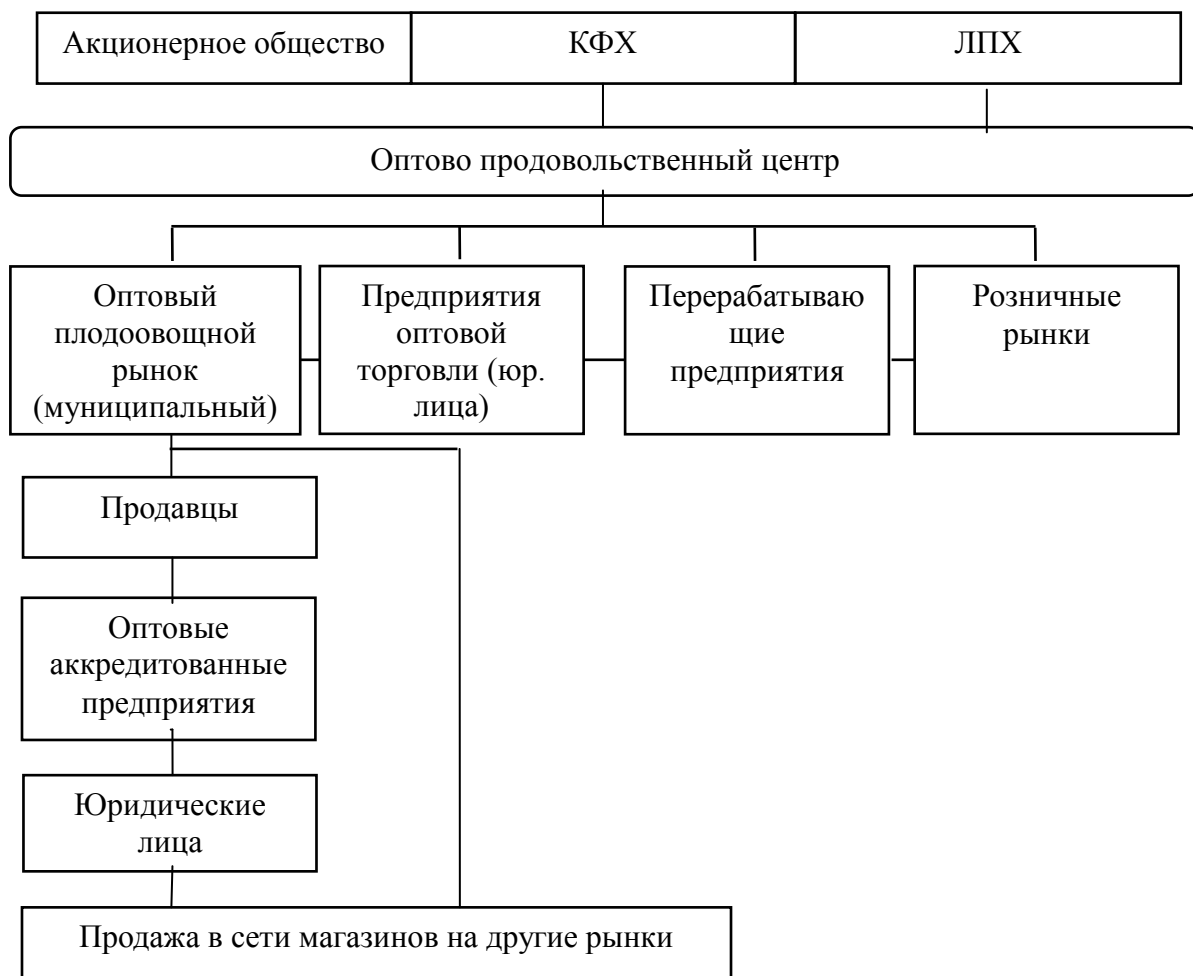 Акционерное общество
КФХ
ЛПХ
Оптово продовольственный центр
Оптовый
плодоовощной
рынок
(муниципальный)
Предприятия
оптовой
торговли (юр.
лица)
Перерабатываю
щие
предприятия
Розничные
рынки
Продавцы
Оптовые
аккредитованные
предприятия
Юридические
лица
Продажа в сети магазинов на другие рынки